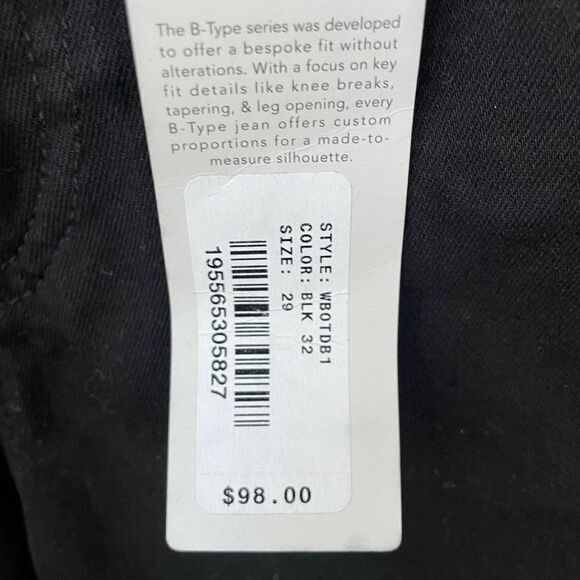 The B-Type series was developed
to offer a bespoke fit without
alterations. With a focus on key
fit details like knee breaks,
tapering, & leg opening, every
B-Type jean offers custom
proportions for a made-to-
measure silhouette.
STYLE: WBOTDB1
COLOR: BLK 32
SIZE: 29
195565305827
$98.00